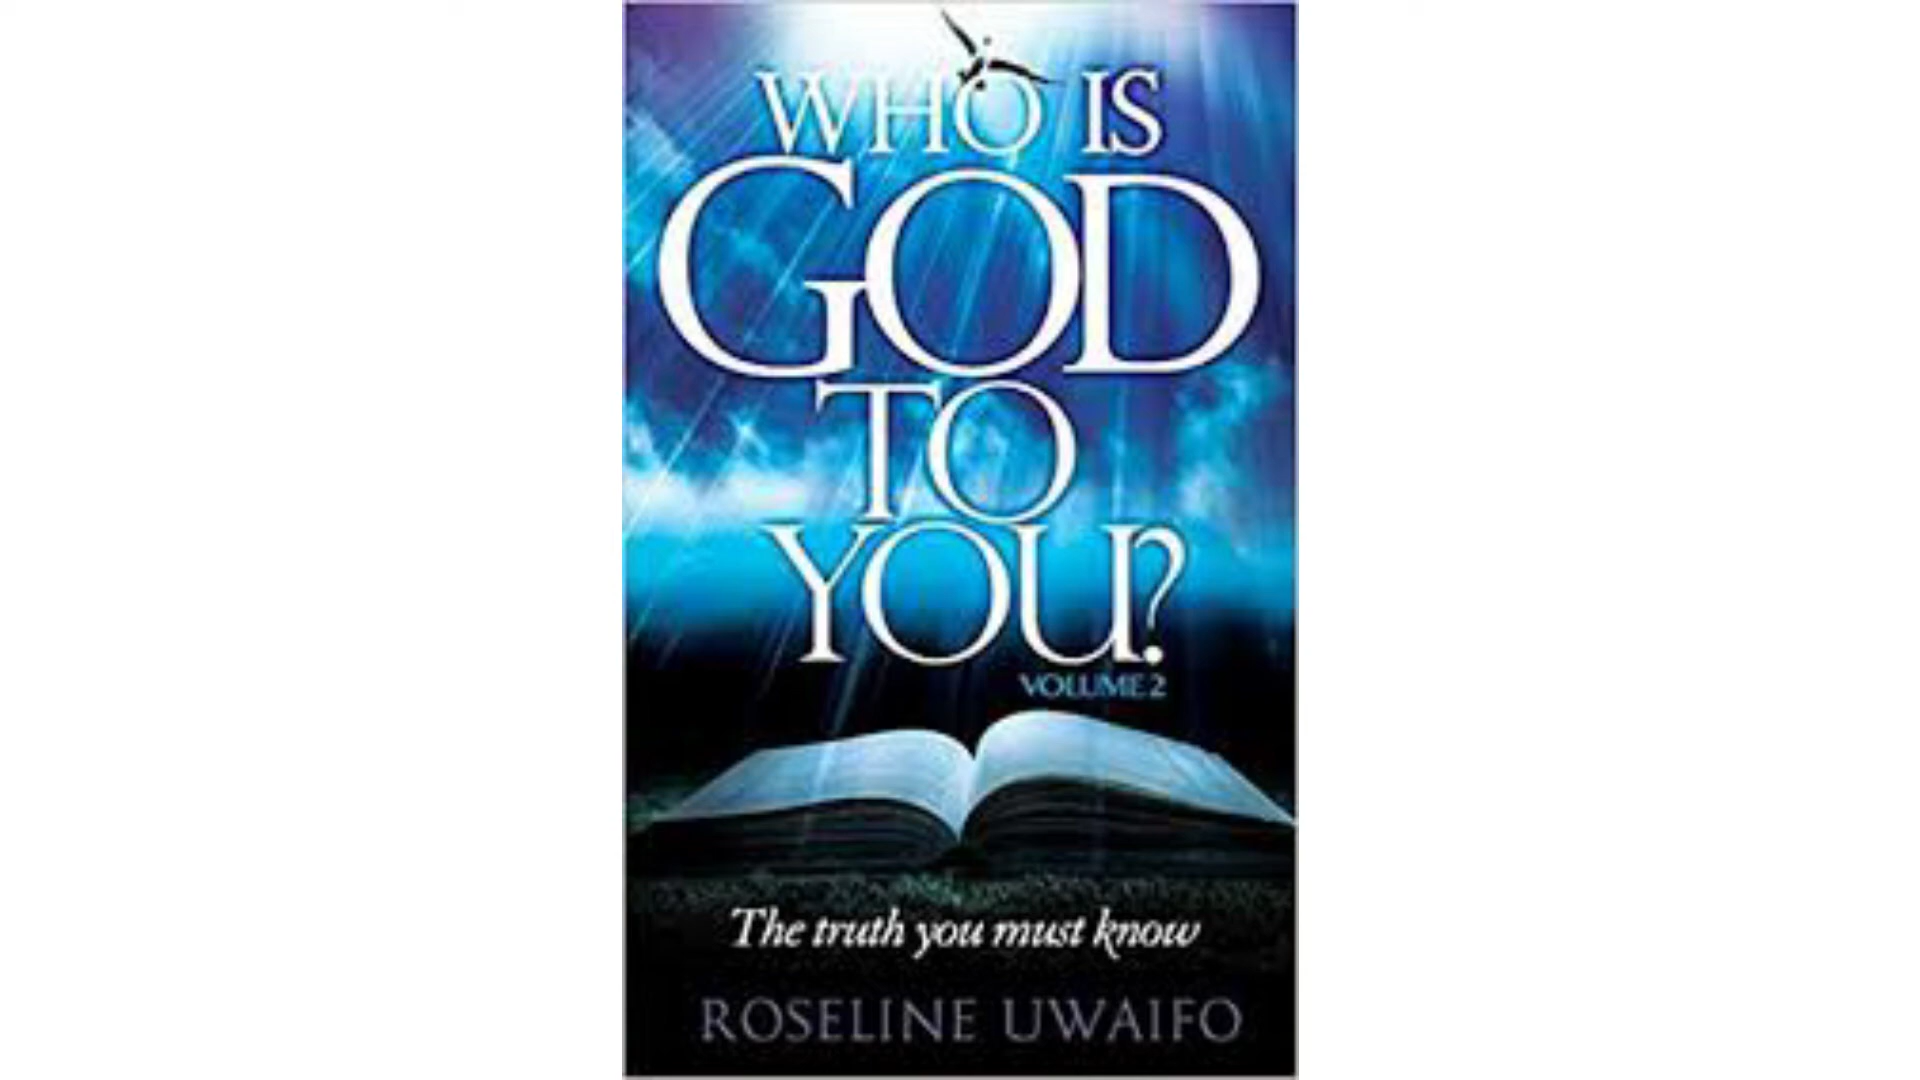 WHO IS
GOD
TO
YOU?
VOLUME 2
The truth you must know
ROSELINE UWAIFO